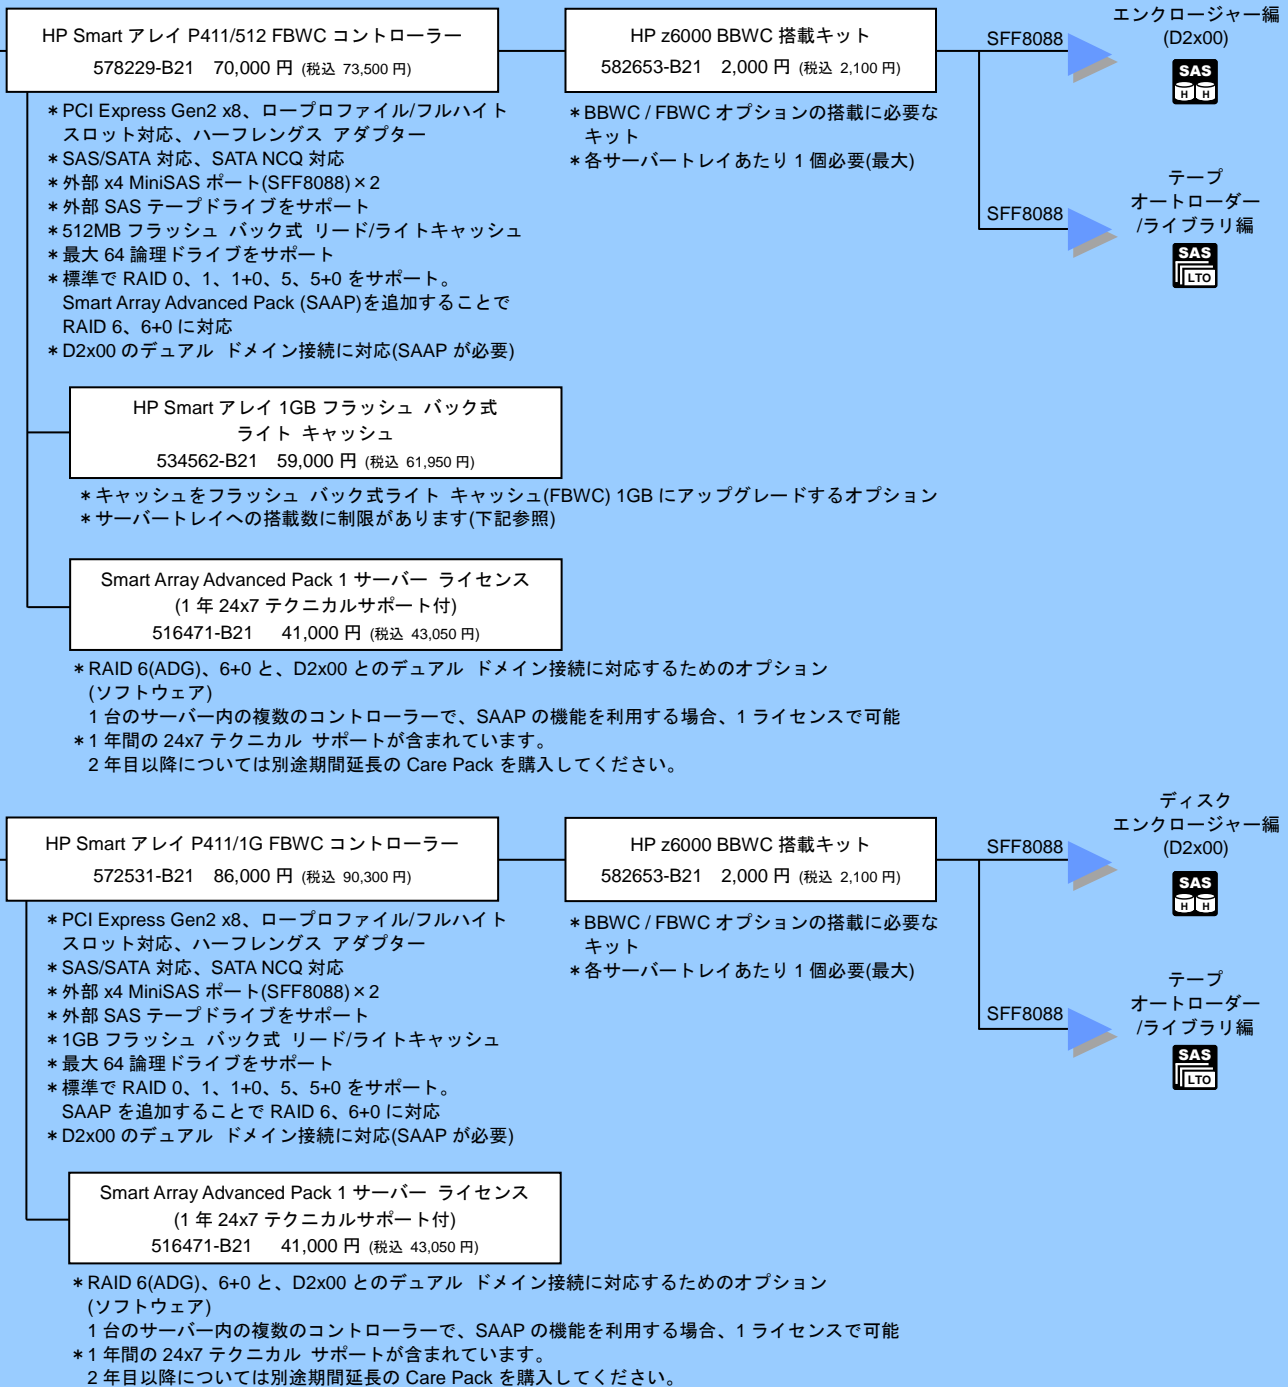 HP Smart アレイ P411/512 FBWC コントローラー
578229-B21 70,000 円 (税込 73,500 円)
HP z6000 BBWC 搭載キット
582653-B21 2,000 円 (税込 2,100 円)
SFF8088
エンクロージャー編
(D2x00)
SAS
H H
*PCI Express Gen2 x8、ロープロファイル/フルハイト
スロット対応、ハーフレングス アダプター
*SAS/SATA 対応、SATA NCQ 対応
*外部 x4 MiniSAS ポート(SFF8088)×2
*外部 SAS テープドライブをサポート
*512MB フラッシュ バック式 リード/ライトキャッシュ
*最大 64 論理ドライブをサポート
*標準で RAID 0、1、1+0、5、5+0 をサポート。
Smart Array Advanced Pack (SAAP)を追加することで
RAID 6、6+0 に対応
*D2x00 のデュアル ドメイン接続に対応(SAAP が必要)
*BBWC / FBWC オプションの搭載に必要な
キット
*各サーバートレイあたり 1 個必要(最大)
SFF8088
テープ
オートローダー
/ライブラリ編
SAS
LTO
HP Smart アレイ 1GB フラッシュ バック式
ライト キャッシュ
534562-B21 59,000 円 (税込 61,950 円)
*キャッシュをフラッシュ バック式ライト キャッシュ(FBWC) 1GB にアップグレードするオプション
*サーバートレイへの搭載数に制限があります(下記参照)
Smart Array Advanced Pack 1 サーバー ライセンス
(1 年 24x7 テクニカルサポート付)
516471-B21 41,000 円 (税込 43,050 円)
*RAID 6(ADG)、6+0 と、D2x00 とのデュアル ドメイン接続に対応するためのオプション
(ソフトウェア)
1 台のサーバー内の複数のコントローラーで、SAAP の機能を利用する場合、1 ライセンスで可能
*1 年間の 24x7 テクニカル サポートが含まれています。
2 年目以降については別途期間延長の Care Pack を購入してください。
HP Smart アレイ P411/1G FBWC コントローラー
572531-B21 86,000 円 (税込 90,300 円)
HP z6000 BBWC 搭載キット
582653-B21 2,000 円 (税込 2,100 円)
SFF8088
ディスク
エンクロージャー編
(D2x00)
SAS
H H
*PCI Express Gen2 x8、ロープロファイル/フルハイト
スロット対応、ハーフレングス アダプター
*SAS/SATA 対応、SATA NCQ 対応
*外部 x4 MiniSAS ポート(SFF8088)×2
*外部 SAS テープドライブをサポート
*1GB フラッシュ バック式 リード/ライトキャッシュ
*最大 64 論理ドライブをサポート
*標準で RAID 0、1、1+0、5、5+0 をサポート。
SAAP を追加することで RAID 6、6+0 に対応
*D2x00 のデュアル ドメイン接続に対応(SAAP が必要)
*BBWC / FBWC オプションの搭載に必要な
キット
*各サーバートレイあたり 1 個必要(最大)
SFF8088
テープ
オートローダー
/ライブラリ編
SAS
LTO
Smart Array Advanced Pack 1 サーバー ライセンス
(1 年 24x7 テクニカルサポート付)
516471-B21 41,000 円 (税込 43,050 円)
*RAID 6(ADG)、6+0 と、D2x00 とのデュアル ドメイン接続に対応するためのオプション
(ソフトウェア)
1 台のサーバー内の複数のコントローラーで、SAAP の機能を利用する場合、1 ライセンスで可能
*1 年間の 24x7 テクニカル サポートが含まれています。
2 年目以降については別途期間延長の Care Pack を購入してください。